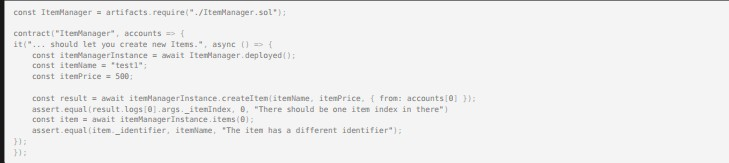 const ItemManager = artifacts.require("./ItemManager.sol");
contract("ItemManager", accounts => {
it("... should let you create new Items.", async () => {
const itemManagerInstance = await ItemManager.deployed();
const itemName = "test1";
const itemPrice = 500;
const result = await itemManagerInstance.createItem(itemName, itemPrice, { from: accounts[0] });
assert.equal(result.logs[0].args._itemIndex, 0, "There should be one item index in there")
const item = await itemManagerInstance.items(0);
assert.equal(item._identifier, itemName, "The item has a different identifier");
});
});